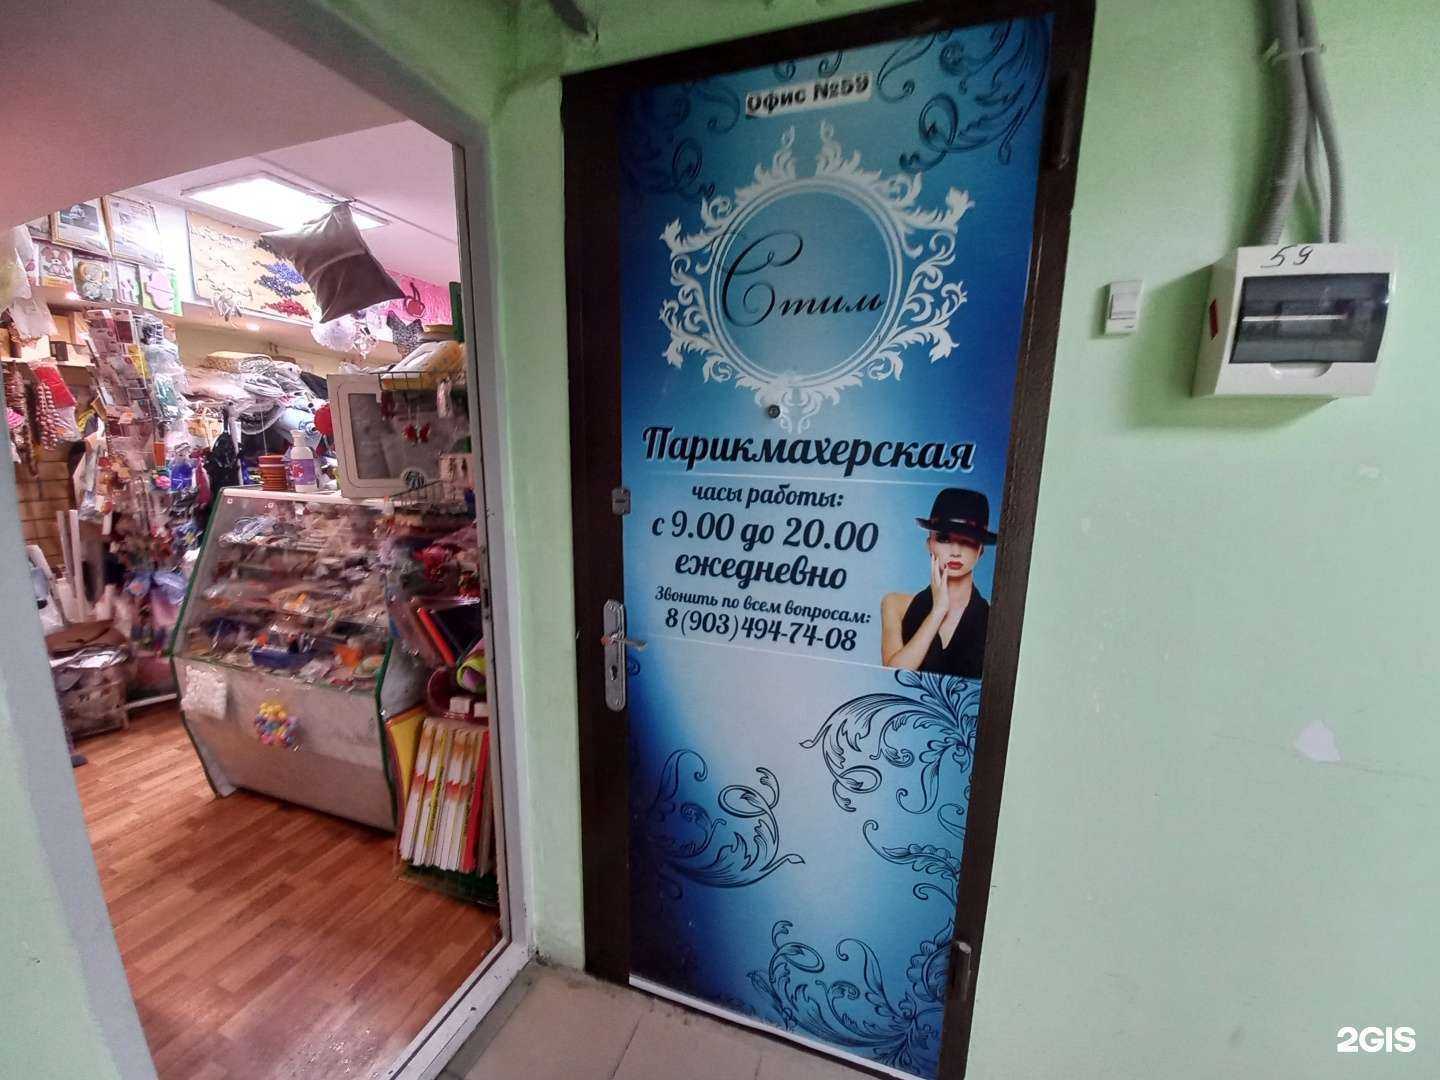 Офис №59
Стиль
Парикмахерская
часы работы:
с 9.00 до 20.00
ежедневно
Звонить по всем вопросам:
8(903)494-74-08
59
2GIS